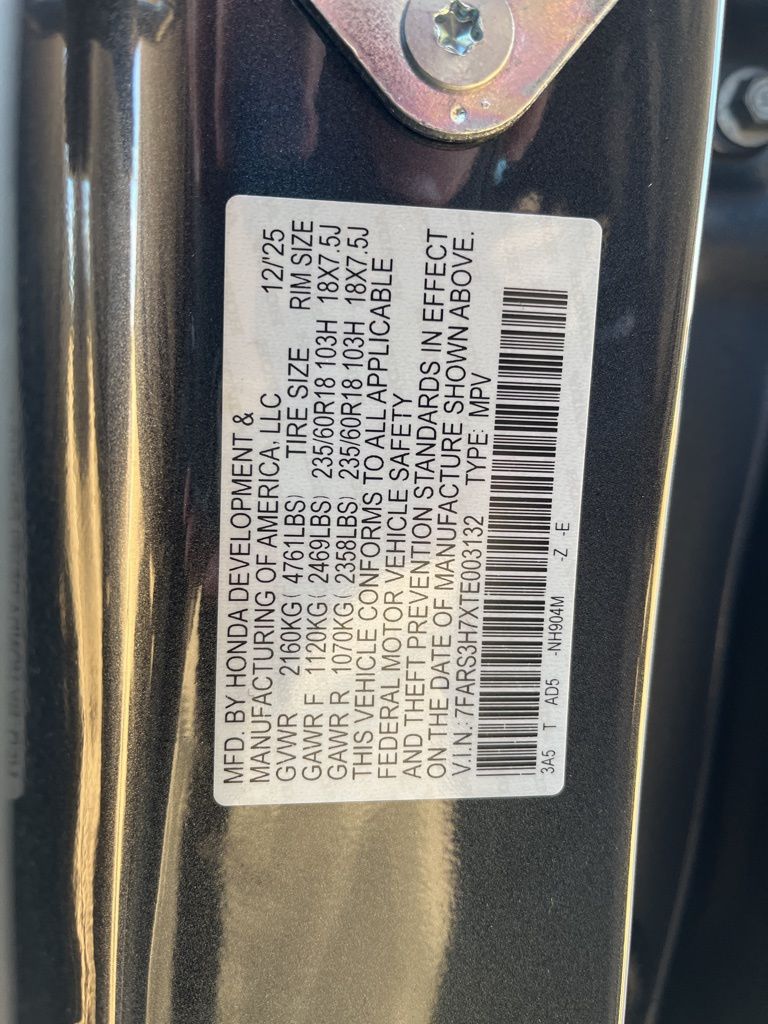 MFD. BY HONDA DEVELOPMENT &
MANUFACTURING OF AMERICA, LLC 12/'25
GVWR 2160KG( 4761LBS) TIRE SIZE RIM SIZE
GAWR F 1120KG( 2469LBS) 235/60R18 103H 18X7.5J
GAWR R 1070KG( 2358LBS) 235/60R18 103H 18X7.5J
THIS VEHICLE CONFORMS TO ALL APPLICABLE
FEDERAL MOTOR VEHICLE SAFETY
AND THEFT PREVENTION STANDARDS IN EFFECT
ON THE DATE OF MANUFACTURE SHOWN ABOVE.
V.I.N.: 7FARS3H7XTE003132 TYPE: MPV
3A5 T AD5 -NH904M -Z -E